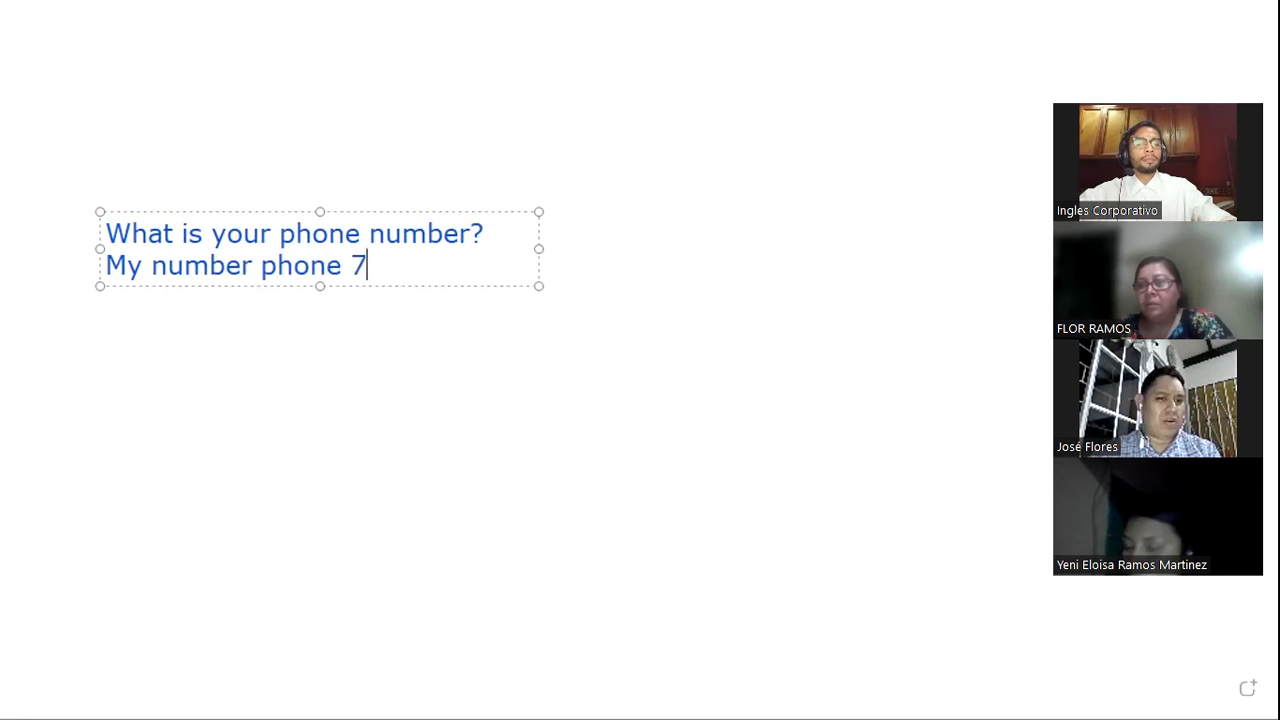 What is your phone number?
My number phone 7
Ingles Corporativo
FLOR RAMOS
José Flores
Yeni Eloisa Ramos Martinez